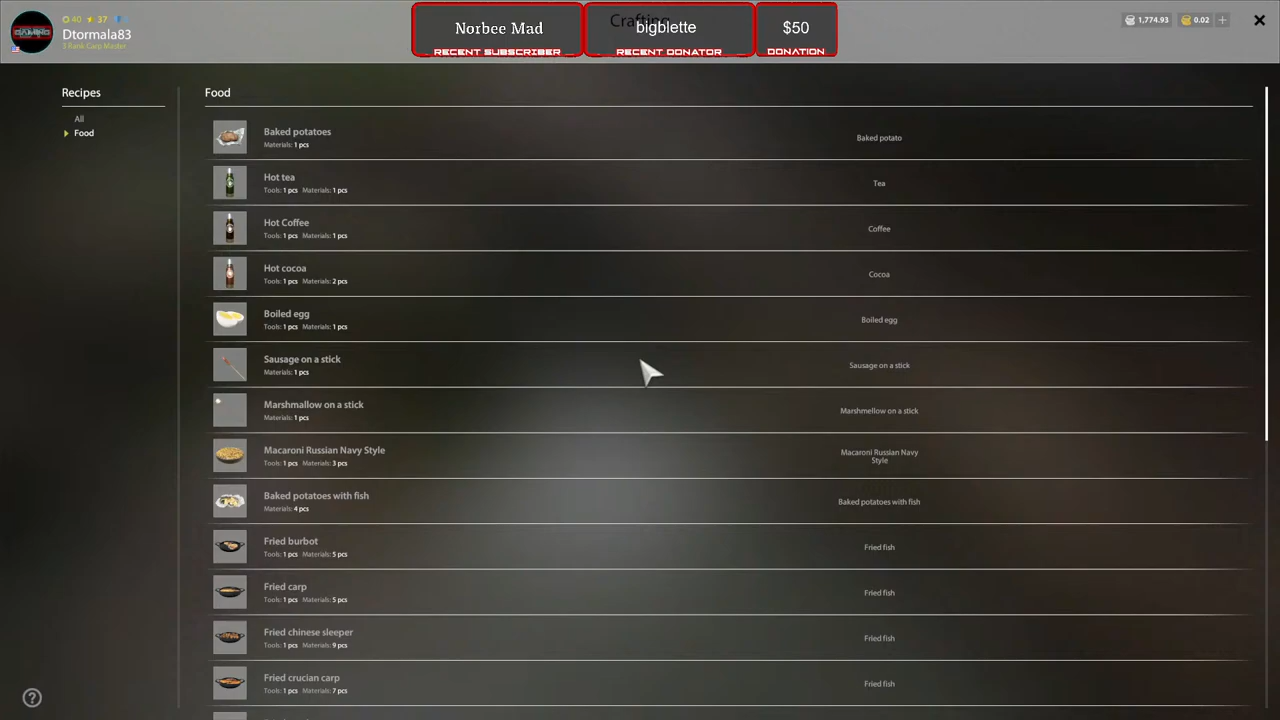 40 37
Dtormala83
3 Rank Carp Master
Norbee Mad
RECENT SUBSCRIBER
Crafting
bigblette
RECENT DONATOR
$50
DONATION
1,774.93
0.02
Recipes
All
Food
Food
Baked potatoes
Materials: 1 pcs
Baked potato
Hot tea
Tools: 1 pcs Materials: 1 pcs
Tea
Hot Coffee
Tools: 1 pcs Materials: 1 pcs
Coffee
Hot cocoa
Tools: 1 pcs Materials: 2 pcs
Cocoa
Boiled egg
Tools: 1 pcs Materials: 1 pcs
Boiled egg
Sausage on a stick
Materials: 1 pcs
Sausage on a stick
Marshmallow on a stick
Materials: 1 pcs
Marshmellow on a stick
Macaroni Russian Navy Style
Tools: 1 pcs Materials: 3 pcs
Macaroni Russian Navy
Style
Baked potatoes with fish
Materials: 4 pcs
Baked potatoes with fish
Fried burbot
Tools: 1 pcs Materials: 5 pcs
Fried fish
Fried carp
Tools: 1 pcs Materials: 5 pcs
Fried fish
Fried chinese sleeper
Tools: 1 pcs Materials: 9 pcs
Fried fish
Fried crucian carp
Tools: 1 pcs Materials: 7 pcs
Fried fish